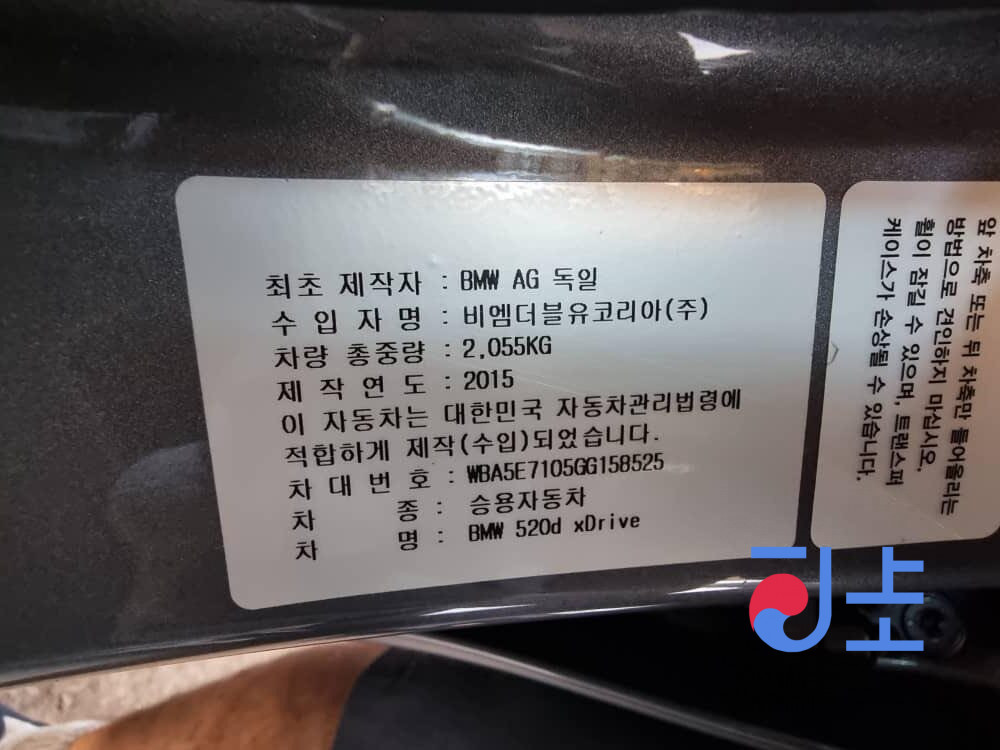 최초 제작자 : BMW AG 독일
수 입 자 명 : 비엠더블유코리아(주)
차량 총중량 : 2,055KG
제 작 연 도 : 2015
이 자동차는 대한민국 자동차관리법령에
적합하게 제작(수입)되었습니다.
차 대 번 호 : WBA5E7105GG158525
차 종 : 승용자동차
차 명 : BMW 520d xDrive
앞 차축 또는 뒤 차축만 들어올리는
방법으로 견인하지 마십시오.
휠이 잠길 수 있으며, 트랜스퍼
케이스가 손상될 수 있습니다.